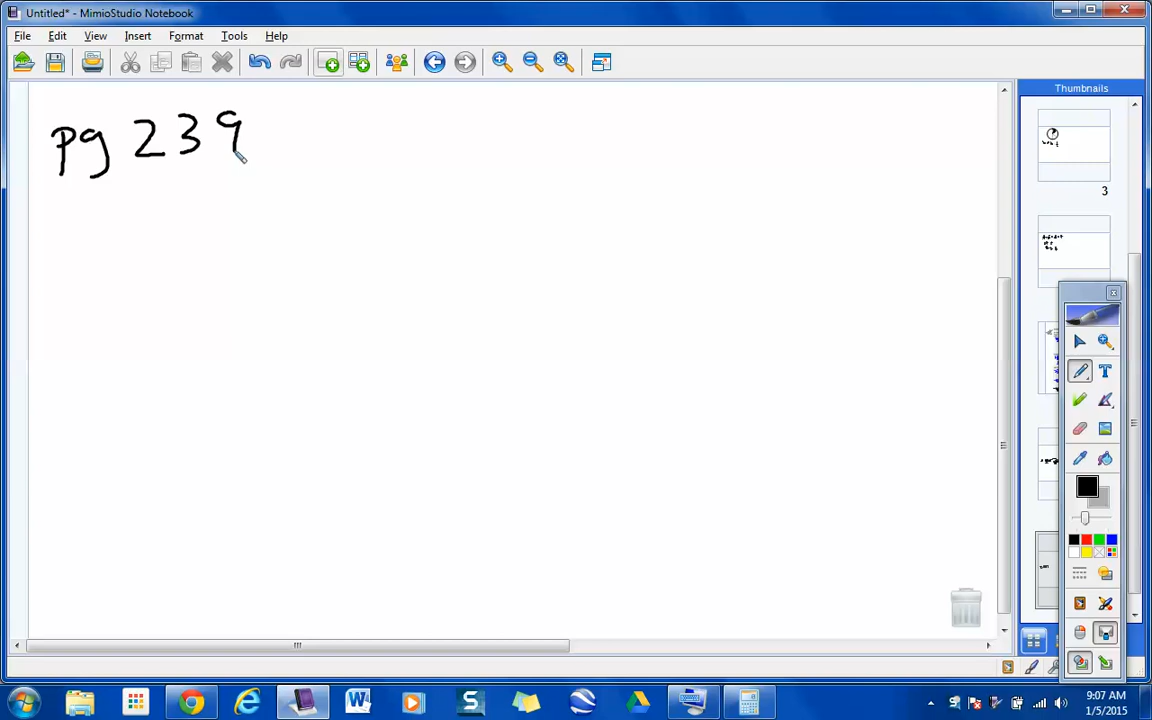 Untitled* - MimioStudio Notebook
File Edit View Insert Format Tools Help
pg 239
Thumbnails
3
9:07 AM
1/5/2015